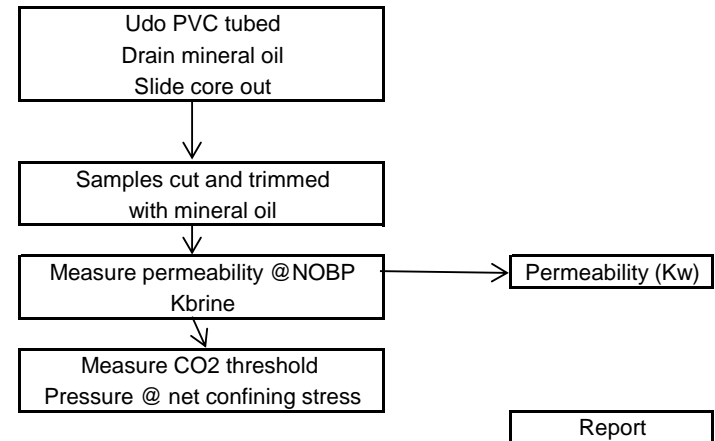 Udo PVC tubed
Drain mineral oil
Slide core out
Samples cut and trimmed
with mineral oil
Measure permeability @NOBP
Kbrine
Permeability (Kw)
Measure CO2 threshold
Pressure @ net confining stress
Report